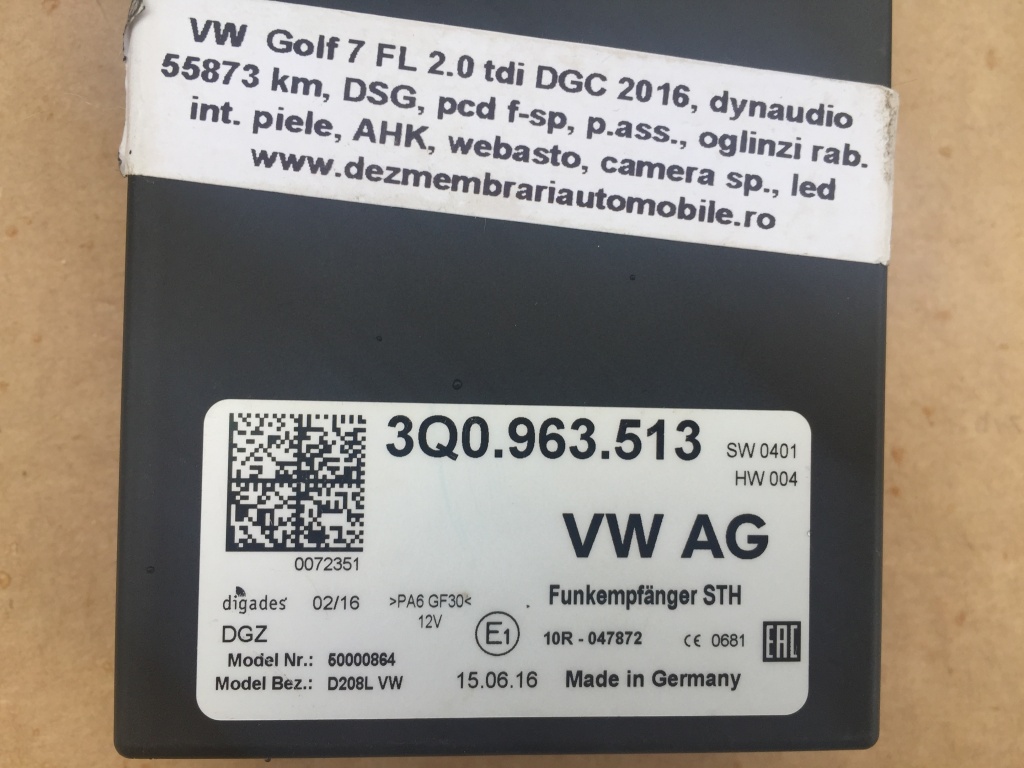 VW Golf 7 FL 2.0 tdi DGC 2016, dynaudio
55873 km, DSG, pcd f-sp, p.ass., oglinzi rab.
int. piele, AHK, webasto, camera sp., led
www.dezmembrariautomobile.ro
3Q0.963.513 SW 0401
HW 004
VW AG
0072351
digades 02/16 >PA6 GF30< Funkempfänger STH
12V
DGZ E1 10R - 047872 CE 0681 EAC
Model Nr.: 50000864
Model Bez.: D208L VW 15.06.16 Made in Germany